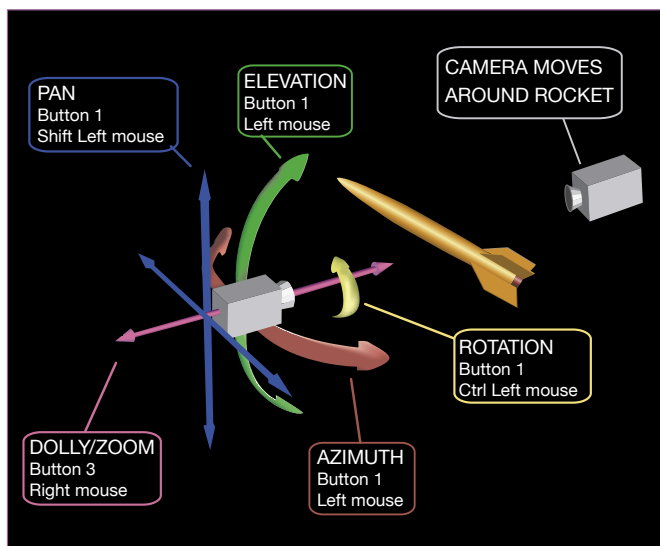 PAN
Button 1
Shift Left mouse
ELEVATION
Button 1
Left mouse
CAMERA MOVES
AROUND ROCKET
ROTATION
Button 1
Ctrl Left mouse
DOLLY/ZOOM
Button 3
Right mouse
AZIMUTH
Button 1
Left mouse